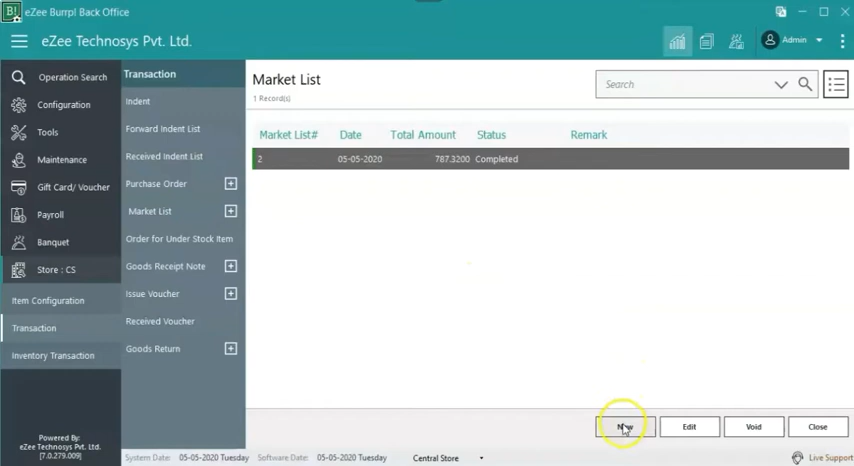 B!
eZee Burrp! Back Office
eZee Technosys Pvt. Ltd.
Admin
Operation Search
Configuration
Tools
Maintenance
Gift Card/ Voucher
Payroll
Banquet
Store : CS
Item Configuration
Transaction
Inventory Transaction
Powered By:
eZee Technosys Pvt. Ltd.
[7.0.279.009]
Transaction
Indent
Forward Indent List
Received Indent List
Purchase Order
Market List
Order for Under Stock Item
Goods Receipt Note
Issue Voucher
Received Voucher
Goods Return
Market List
1 Record(s)
Search
Market List# Date Total Amount Status Remark
2 05-05-2020 787.3200 Completed
New Edit Void Close
System Date: 05-05-2020 Tuesday Software Date: 05-05-2020 Tuesday Central Store Live Support